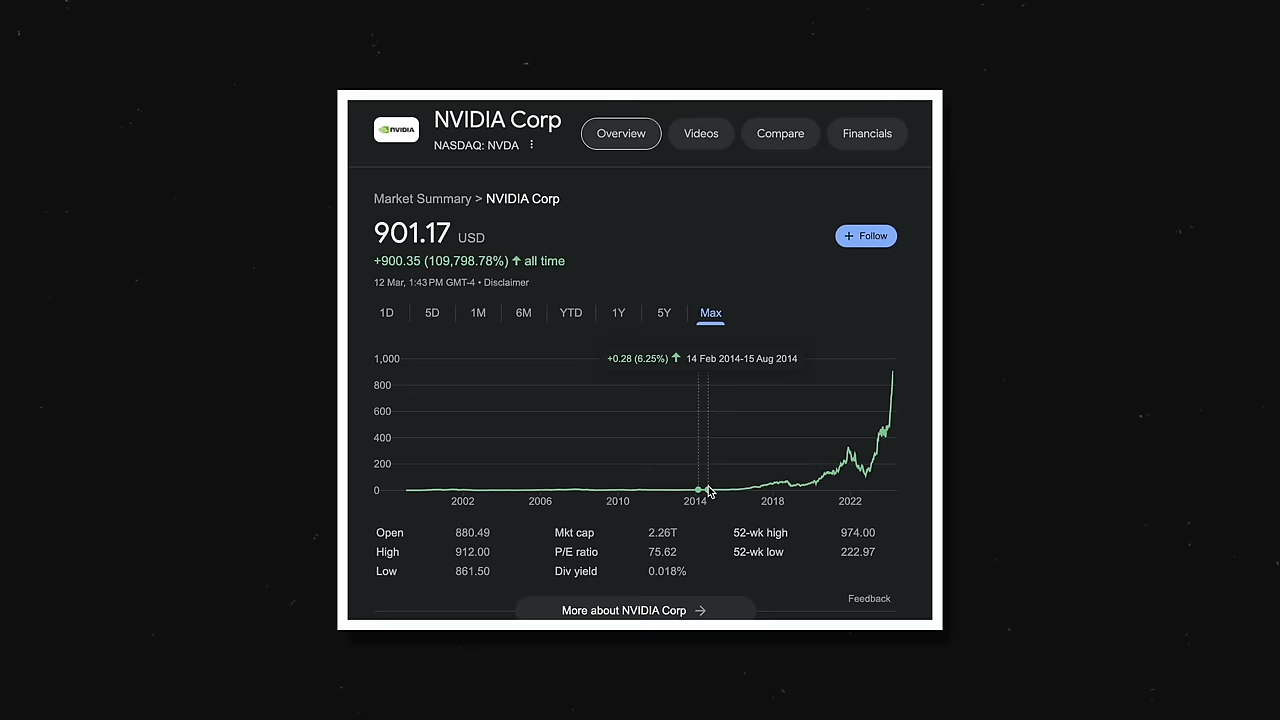 NVIDIA
NVIDIA Corp
NASDAQ: NVDA
Overview
Videos
Compare
Financials
Market Summary > NVIDIA Corp
901.17 USD
+ Follow
+900.35 (109,798.78%) ↑ all time
12 Mar, 1:43 PM GMT-4 • Disclaimer
1D 5D 1M 6M YTD 1Y 5Y Max
+0.28 (6.25%) ↑ 14 Feb 2014-15 Aug 2014
1,000
800
600
400
200
0
2002 2006 2010 2014 2018 2022
Open 880.49 Mkt cap 2.26T 52-wk high 974.00
High 912.00 P/E ratio 75.62 52-wk low 222.97
Low 861.50 Div yield 0.018%
Feedback
More about NVIDIA Corp →